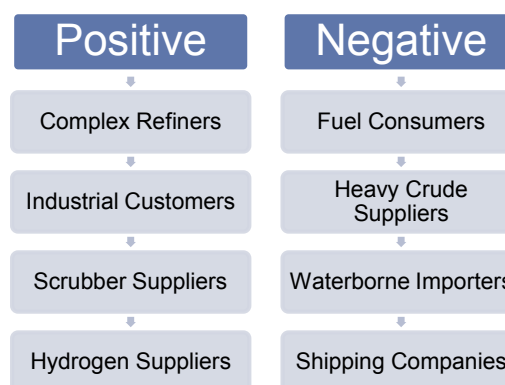 Positive
Negative
Complex Refiners
Fuel Consumers
Industrial Customers
Heavy Crude
Suppliers
Scrubber Suppliers
Waterborne Importers
Hydrogen Suppliers
Shipping Companies